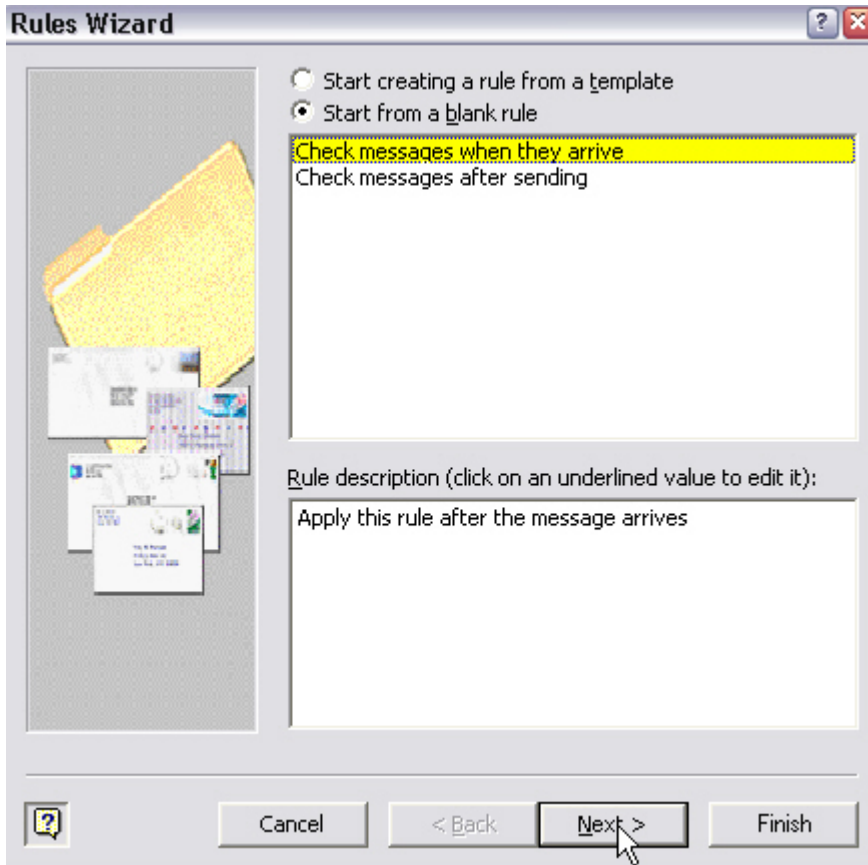 Rules Wizard
Start creating a rule from a template
Start from a blank rule
Check messages when they arrive
Check messages after sending
Rule description (click on an underlined value to edit it):
Apply this rule after the message arrives
Cancel
< Back
Next >
Finish